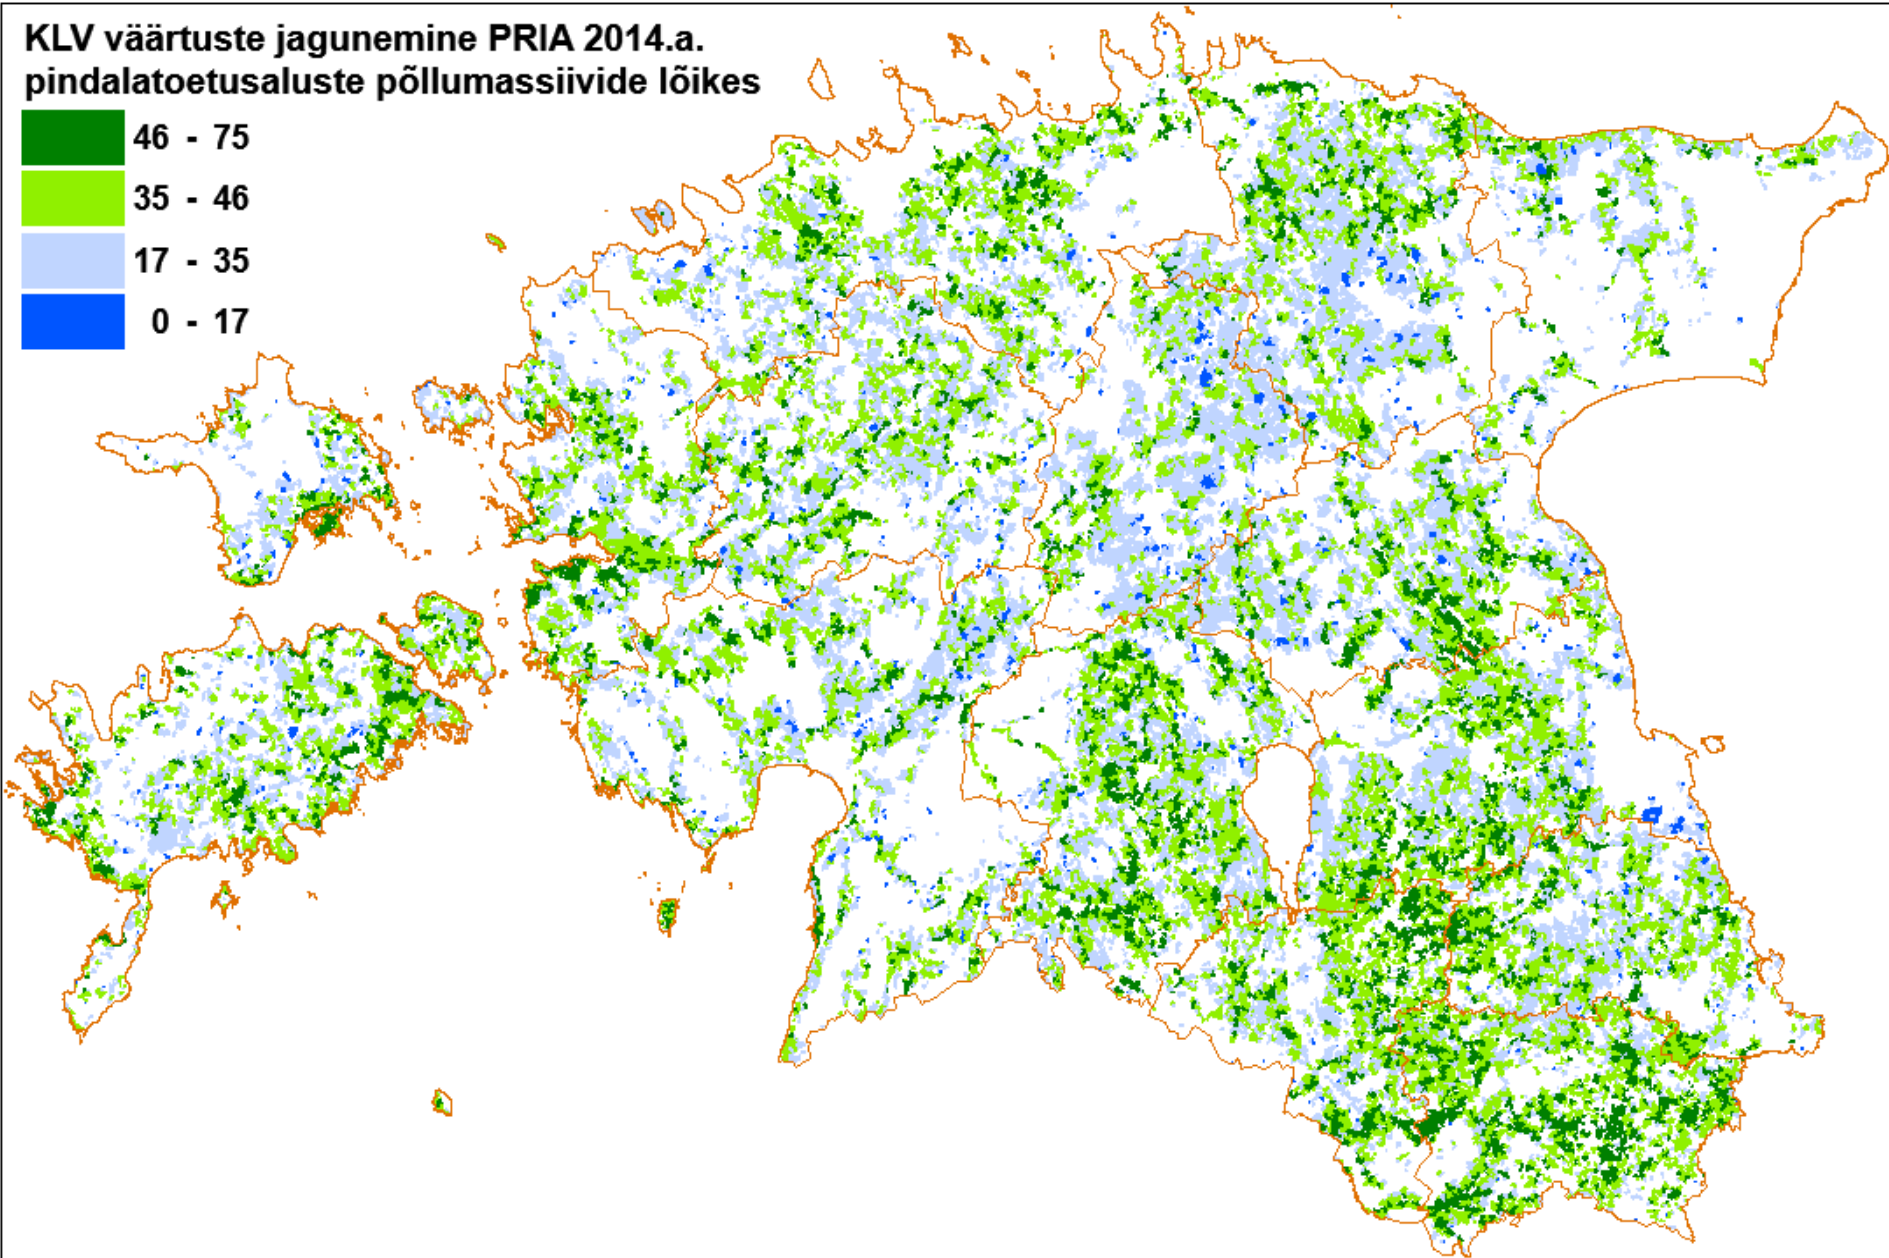 KLV väärtuste jagunemine PRIA 2014.a.
pindalatoetusaluste põllumassiivide lõikes
46 - 75
35 - 46
17 - 35
0 - 17